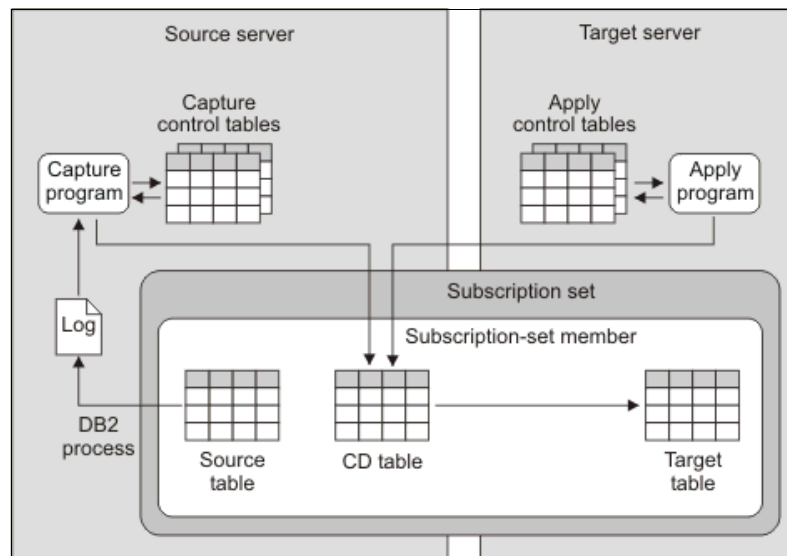 Source server
Target server
Capture
control tables
Apply
control tables
Capture
program
Apply
program
Subscription set
Subscription-set member
Log
DB2
process
Source
table
CD table
Target
table